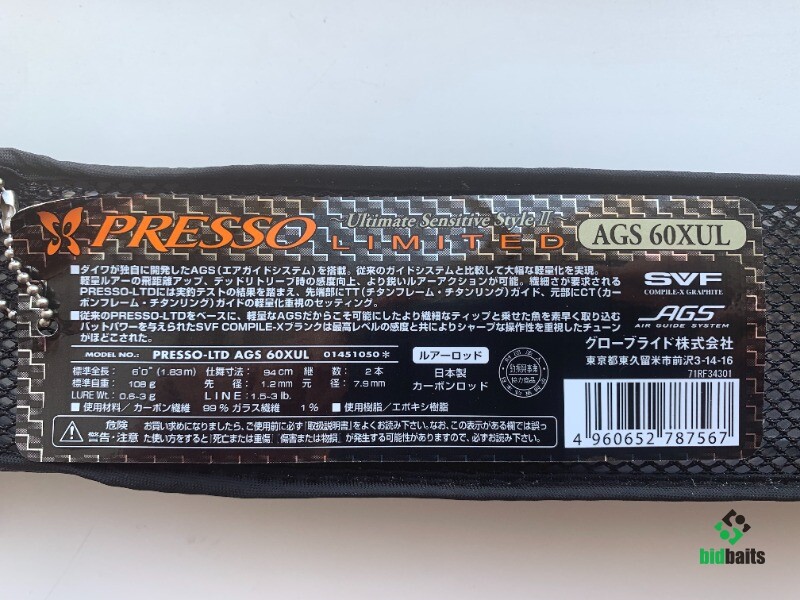 PRESSO
~Ultimate Sensitive Style II~
LIMITED
AGS 60XUL
■ダイワが独自に開発したAGS(エアガイドシステム)を搭載。従来のガイドシステムと比較して大幅な軽量化を実現。
軽量ルアーの飛距離アップ、デッドリトリーブ時の感度向上、より鋭いルアーアクションが可能。繊細さが要求される
PRESSO-LTDには実釣テストの結果を踏まえ、先端部にTT(チタンフレーム・チタンリング)ガイド、元部にCT(カー
ボンフレーム・チタンリング)ガイドの軽量化重視のセッティング。
■従来のPRESSO-LTDをベースに、軽量なAGSだからこそ可能にしたより繊細なティップと乗せた魚を素早く取り込む
バットパワーを与えられたSVF COMPILE-Xブランクは最高レベルの感度と共によりシャープな操作性を重視したチューン
がほどこされた。
SVF
COMPILE-X GRAPHITE
AGS
AIR GUIDE SYSTEM
グローブライド株式会社
東京都東久留米市前沢3-14-16
71RF34301
MODEL NO.: PRESSO-LTD AGS 60XUL 01451050*
標準全長: 6'0" (1.83m) 仕舞寸法: 94cm 継 数: 2本
標準自重: 108g 先 径: 1.2mm 元 径: 7.9mm
LURE Wt.: 0.6-3g LINE: 1.5-3 lb.
■使用材料/カーボン繊維 99% ガラス繊維 1% ■使用樹脂/エポキシ樹脂
ルアーロッド
日本製
カーボンロッド
危険
警告・注意
お買い求めになりましたら、ご使用前に必ず「取扱説明書」をよくお読み下さい。なお、この表示がある欄では誤っ
た使い方をすると「死亡または重傷」「傷害または物損」が発生する可能性がありますので、必ずお読み下さい。
4 960652 787567
bidbaits